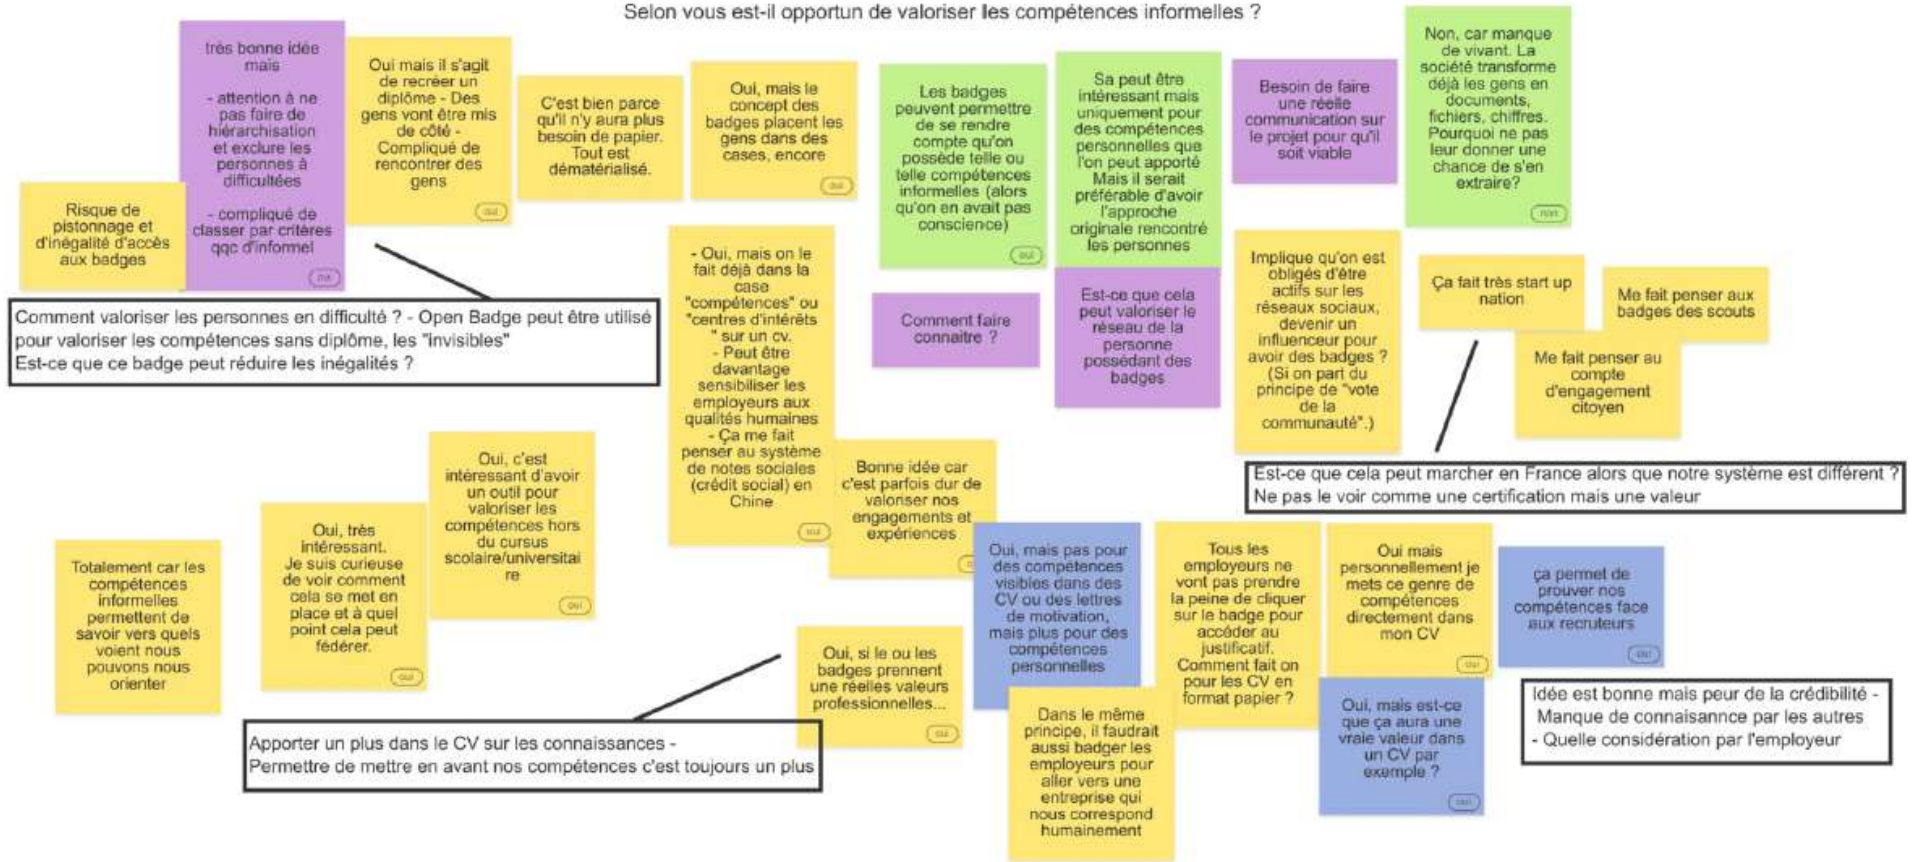 Selon vous est-il opportun de valoriser les compétences informelles ?
très bonne idée
mais
- attention à ne
pas faire de
hiérarchisation
et exclure les
personnes à
difficultées
- compliqué de
classer par critères
qqc d'informel
Oui mais il s'agit
de recréer un
diplôme - Des
gens vont être mis
de côté -
Compliqué de
rencontrer des
gens
oui
C'est bien parce
qu'il n'y aura plus
besoin de papier.
Tout est
dématérialisé.
Oui, mais le
concept des
badges placent les
gens dans des
cases, encore
oui
Les badges
peuvent permettre
de se rendre
compte qu'on
possède telle ou
telle compétences
informelles (alors
qu'on en avait pas
conscience)
oui
Sa peut être
intéressant mais
uniquement pour
des compétences
personnelles que
l'on peut apporté
Mais il serait
préférable d'avoir
l'approche
originale rencontré
les personnes
Besoin de faire
une réelle
communication sur
le projet pour qu'il
soit viable
Non, car manque
de vivant. La
société transforme
déjà les gens en
documents,
fichiers, chiffres.
Pourquoi ne pas
leur donner une
chance de s'en
extraire?
non
Risque de
pistonnage et
d'inégalité d'accès
aux badges
Comment valoriser les personnes en difficulté ? - Open Badge peut être utilisé
pour valoriser les compétences sans diplôme, les "invisibles"
Est-ce que ce badge peut réduire les inégalités ?
- Oui, mais on le
fait déjà dans la
case
"compétences" ou
"centres d'intérêts
" sur un cv.
- Peut être
davantage
sensibiliser les
employeurs aux
qualités humaines
- Ça me fait
penser au système
de notes sociales
(crédit social) en
Chine
oui
Comment faire
connaitre ?
Est-ce que cela
peut valoriser le
réseau de la
personne
possédant des
badges
Implique qu'on est
obligés d'être
actifs sur les
réseaux sociaux,
devenir un
influenceur pour
avoir des badges ?
(Si on part du
principe de "vote
de la
communauté".)
Ça fait très start up
nation
Me fait penser aux
badges des scouts
Me fait penser au
compte
d'engagement
citoyen
Est-ce que cela peut marcher en France alors que notre système est différent ?
Ne pas le voir comme une certification mais une valeur
Totalement car les
compétences
informelles
permettent de
savoir vers quels
voient nous
pouvons nous
orienter
Oui, très
intéressant.
Je suis curieuse
de voir comment
cela se met en
place et à quel
point cela peut
fédérer.
oui
Oui, c'est
intéressant d'avoir
un outil pour
valoriser les
compétences hors
du cursus
scolaire/universitai
re
oui
Bonne idée car
c'est parfois dur de
valoriser nos
engagements et
expériences
Oui, mais pas pour
des compétences
visibles dans des
CV ou des lettres
de motivation,
mais plus pour des
compétences
personnelles
Tous les
employeurs ne
vont pas prendre
la peine de cliquer
sur le badge pour
accéder au
justificatif.
Comment fait on
pour les CV en
format papier ?
Oui mais
personnellement je
mets ce genre de
compétences
directement dans
mon CV
oui
ça permet de
prouver nos
compétences face
aux recruteurs
oui
Oui, si le ou les
badges prennent
une réelles valeurs
professionnelles...
oui
Apporter un plus dans le CV sur les connaissances -
Permettre de mettre en avant nos compétences c'est toujours un plus
Dans le même
principe, il faudrait
aussi badger les
employeurs pour
aller vers une
entreprise qui
nous correspond
humainement
Oui, mais est-ce
que ça aura une
vraie valeur dans
un CV par
exemple ?
oui
Idée est bonne mais peur de la crédibilité -
Manque de connaisannce par les autres
- Quelle considération par l'employeur